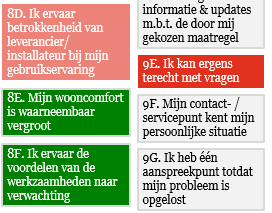 8D. Ik ervaar
betrokkenheid van
leverancier/
installateur bij mijn
gebruikservaring
8E. Mijn wooncomfort
is waarneembaar
vergroot
8F. Ik ervaar de
voordelen van de
werkzaamheden naar
verwachting
informatie & updates
m.b.t. de door mij
gekozen maatregel
9E. Ik kan ergens
terecht met vragen
9F. Mijn contact- /
servicepunt kent mijn
persoonlijke situatie
9G. Ik heb één
aanspreekpunt totdat
mijn probleem is
opgelost